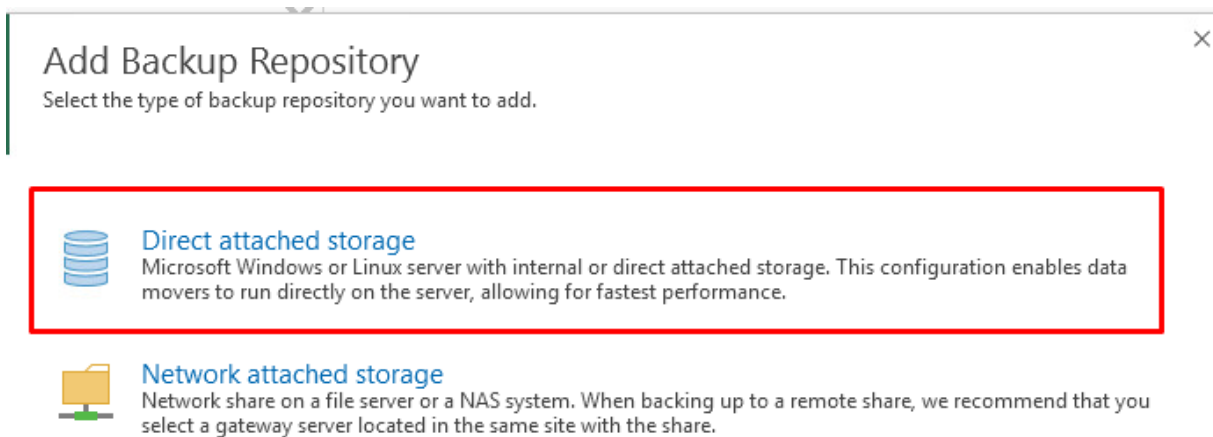 Add Backup Repository
Select the type of backup repository you want to add.
Direct attached storage
Microsoft Windows or Linux server with internal or direct attached storage. This configuration enables data
movers to run directly on the server, allowing for fastest performance.
Network attached storage
Network share on a file server or a NAS system. When backing up to a remote share, we recommend that you
select a gateway server located in the same site with the share.